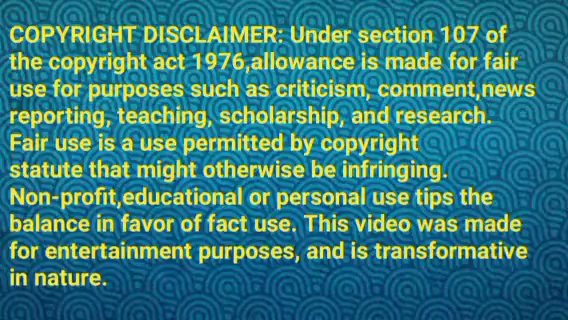 COPYRIGHT DISCLAIMER: Under section 107 of
the copyright act 1976,allowance is made for fair
use for purposes such as criticism, comment,news
reporting, teaching, scholarship, and research.
Fair use is a use permitted by copyright
statute that might otherwise be infringing.
Non-profit,educational or personal use tips the
balance in favor of fact use. This video was made
for entertainment purposes, and is transformative
in nature.